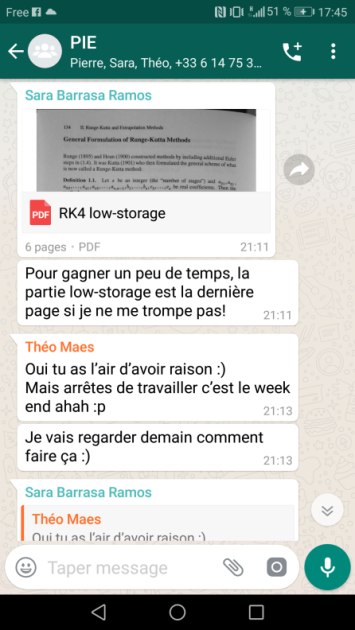 Free 51 % 17:45
PIE
Pierre, Sara, Théo, +33 6 14 75 3...
Sara Barrasa Ramos
134 II. Runge-Kutta and Extrapolation Methods
General Formulation of Runge-Kutta Methods
Runge (1895) and Heun (1900) constructed methods by including additional Euler
steps in (1.4). It was Kutta (1901) who then formulated the general scheme of what
is now called a Runge-Kutta method:
Definition 1.1. Let s be an integer (the "number of stages") and
be real coefficients. Then the
PDF RK4 low-storage
6 pages • PDF 21:11
Pour gagner un peu de temps, la
partie low-storage est la dernière
page si je ne me trompe pas!
21:11
Théo Maes
Oui tu as l'air d'avoir raison :)
Mais arrêtes de travailler c'est le week
end ahah :p
21:13
Je vais regarder demain comment
faire ça :)
21:13
Sara Barrasa Ramos
Théo Maes
Oui tu as l'air d'avoir raison :)
Taper message